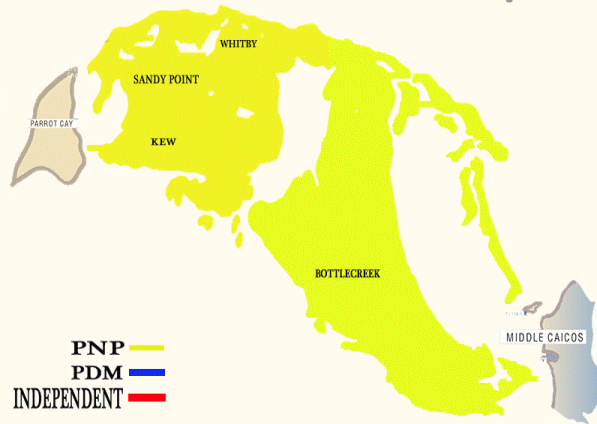 WHITBY
SANDY POINT
PARROT CAY
KEW
BOTTLECREEK
MIDDLE CAICOS
PNP
PDM
INDEPENDENT